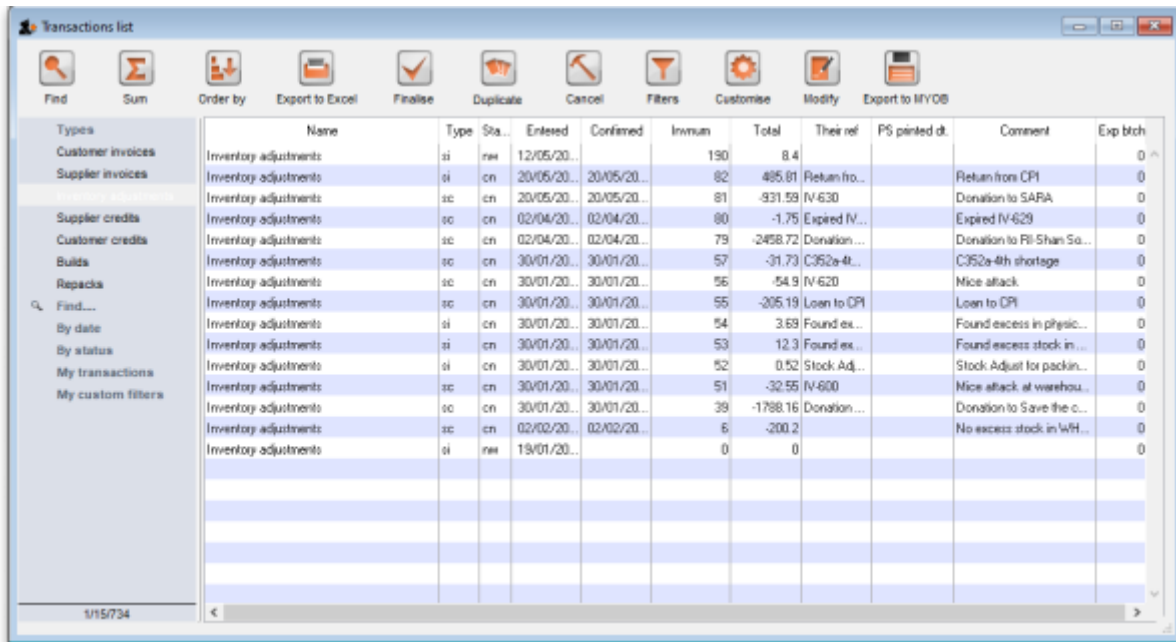 Transactions list
Find Sum Order by Export to Excel Finalise Duplicate Cancel Filters Customise Modify Export to MYOB
Types
Customer invoices
Supplier invoices
Inventory adjustments
Supplier credits
Customer credits
Builds
Repacks
Find....
By date
By status
My transactions
My custom filters
1/15/734
Name Type Sta... Entered Confirmed Invnum Total Their ref PS printed dt. Comment Exp btch
Inventory adjustments si nw 12/05/20... 190 8.4 0
Inventory adjustments si cn 20/05/20... 20/05/20... 82 485.81 Return fro... Return from CPI 0
Inventory adjustments sc cn 20/05/20... 20/05/20... 81 -931.59 IV-630 Donation to SARA 0
Inventory adjustments sc cn 02/04/20... 02/04/20... 80 -1.75 Expired IV... Expired IV-629 0
Inventory adjustments sc cn 02/04/20... 02/04/20... 79 -2458.72 Donation ... Donation to RI-Shan So... 0
Inventory adjustments sc cn 30/01/20... 30/01/20... 57 -31.73 C352a-4t... C352a-4th shortage 0
Inventory adjustments sc cn 30/01/20... 30/01/20... 56 -54.9 IV-620 Mice attack 0
Inventory adjustments sc cn 30/01/20... 30/01/20... 55 -205.19 Loan to CPI Loan to CPI 0
Inventory adjustments si cn 30/01/20... 30/01/20... 54 3.69 Found ex... Found excess in physic... 0
Inventory adjustments si cn 30/01/20... 30/01/20... 53 12.3 Found ex... Found excess stock in ... 0
Inventory adjustments si cn 30/01/20... 30/01/20... 52 0.52 Stock Adj... Stock Adjust for packin... 0
Inventory adjustments sc cn 30/01/20... 30/01/20... 51 -32.55 IV-600 Mice attack at warehou... 0
Inventory adjustments sc cn 30/01/20... 30/01/20... 39 -1788.16 Donation ... Donation to Save the c... 0
Inventory adjustments sc cn 02/02/20... 02/02/20... 6 -200.2 No excess stock in WH... 0
Inventory adjustments si nw 19/01/20... 0 0 0